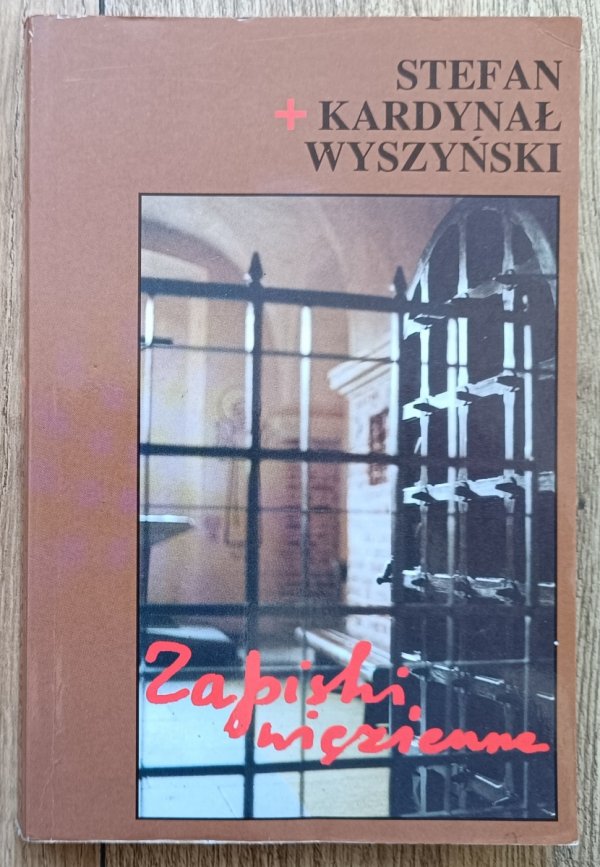 STEFAN
+ KARDYNAŁ
WYSZYŃSKI
Zapiski
więzienne